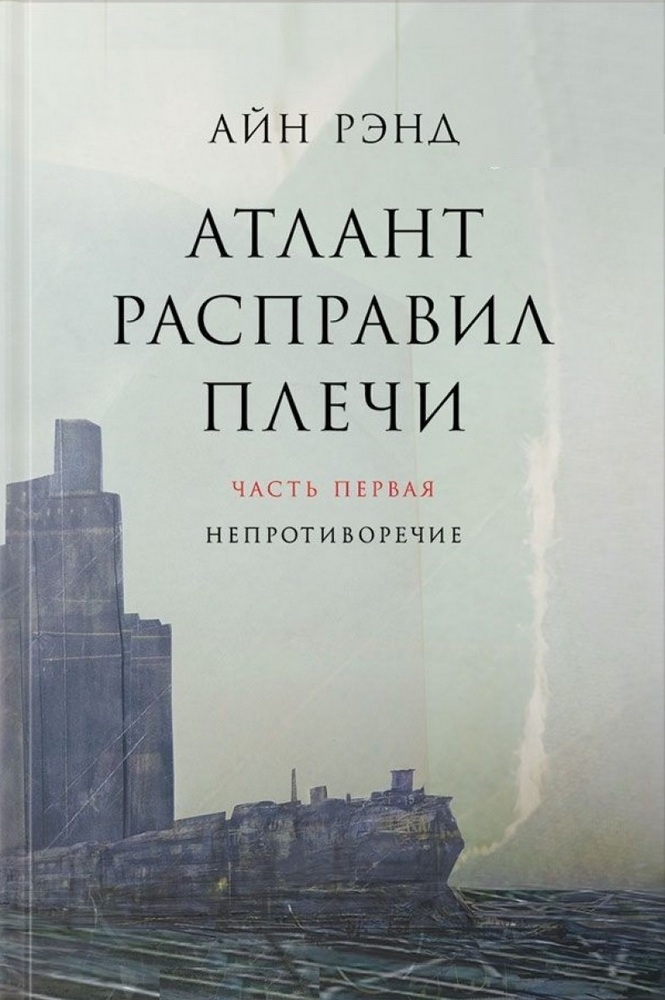 АЙН РЭНД
АТЛАНТ
РАСПРАВИЛ
ПЛЕЧИ
ЧАСТЬ ПЕРВАЯ
НЕПРОТИВОРЕЧИЕ